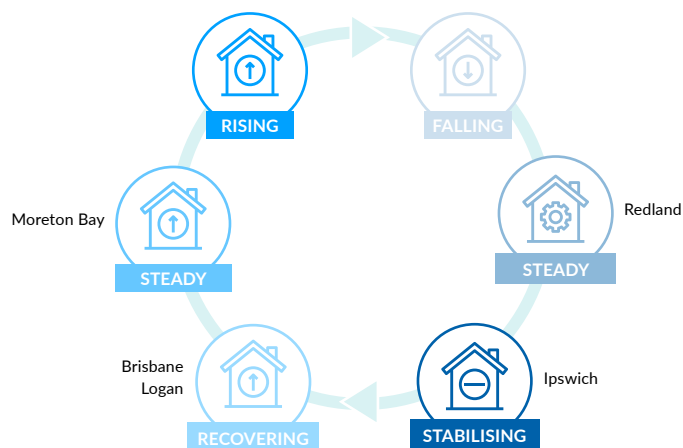 RISING
FALLING
Moreton Bay
STEADY
Redland
STEADY
Brisbane
Logan
RECOVERING
Ipswich
STABILISING